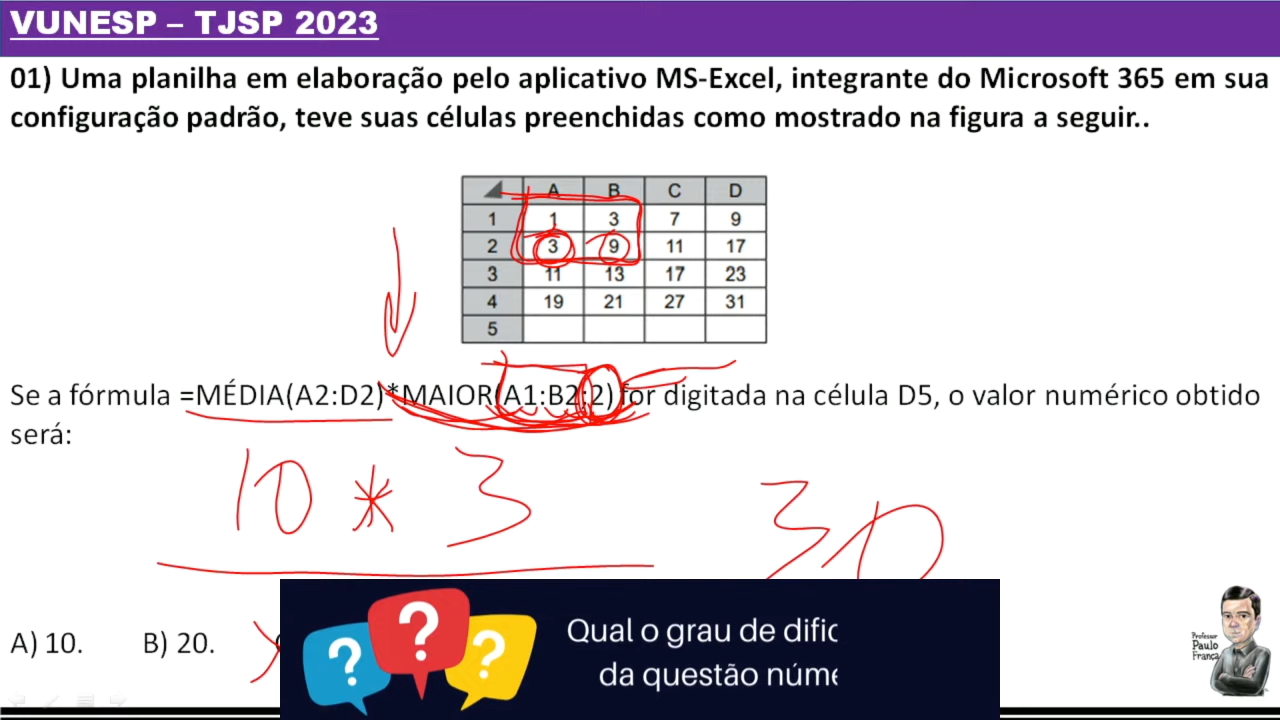 VUNESP – TJSP 2023
01) Uma planilha em elaboração pelo aplicativo MS-Excel, integrante do Microsoft 365 em sua
configuração padrão, teve suas células preenchidas como mostrado na figura a seguir..
A B C D
1 1 3 7 9
2 3 9 11 17
3 11 13 17 23
4 19 21 27 31
5
Se a fórmula =MÉDIA(A2:D2)*MAIOR(A1:B2;2) for digitada na célula D5, o valor numérico obtido
será:
10 * 3
30
A) 10. B) 20.
Qual o grau de dific
da questão núme
Professor
Paulo
França